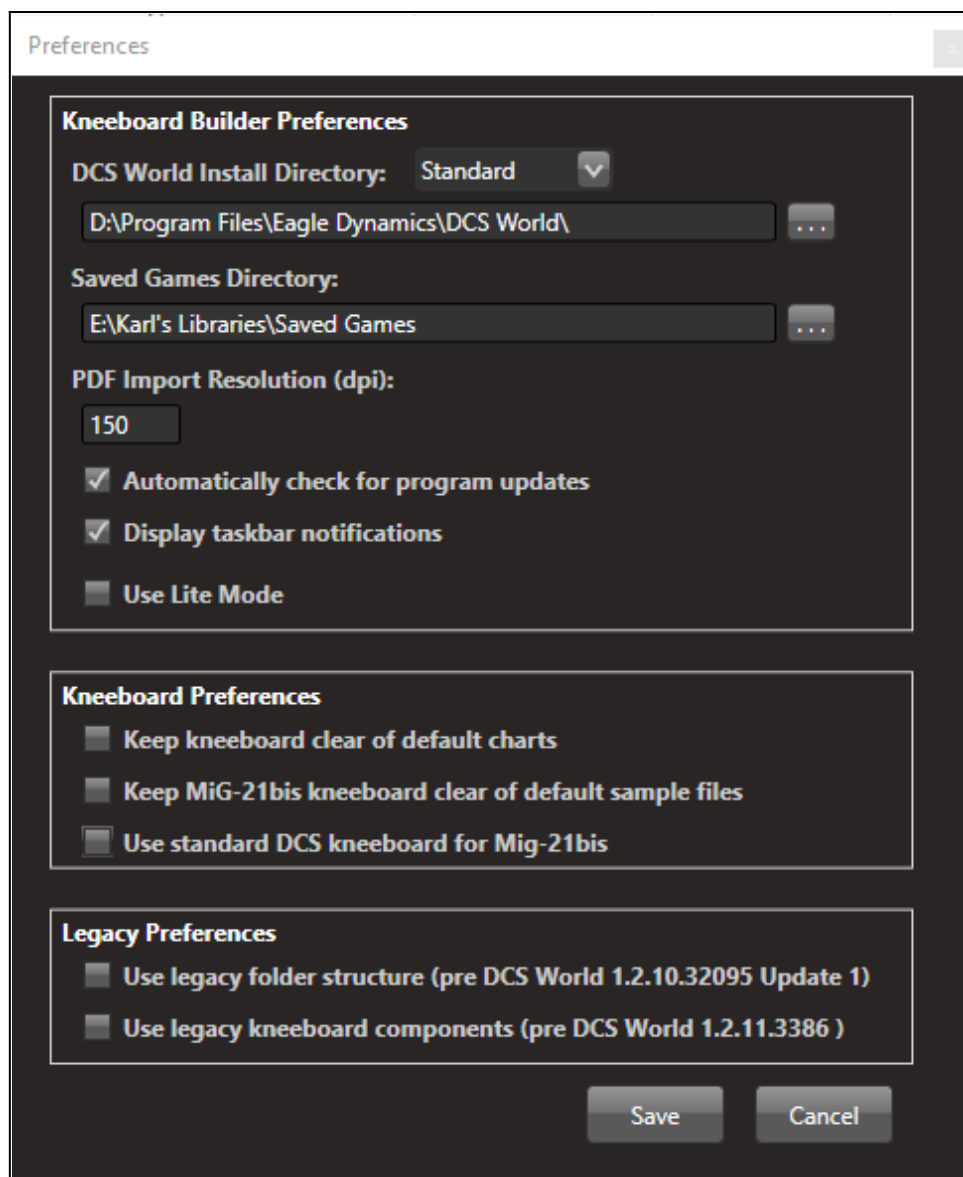 Preferences
x
Kneeboard Builder Preferences
DCS World Install Directory: Standard
D:\Program Files\Eagle Dynamics\DCS World\
...
Saved Games Directory:
E:\Karl's Libraries\Saved Games
...
PDF Import Resolution (dpi):
150
Automatically check for program updates
Display taskbar notifications
Use Lite Mode
Kneeboard Preferences
Keep kneeboard clear of default charts
Keep MiG-21bis kneeboard clear of default sample files
Use standard DCS kneeboard for Mig-21bis
Legacy Preferences
Use legacy folder structure (pre DCS World 1.2.10.32095 Update 1)
Use legacy kneeboard components (pre DCS World 1.2.11.3386 )
Save Cancel